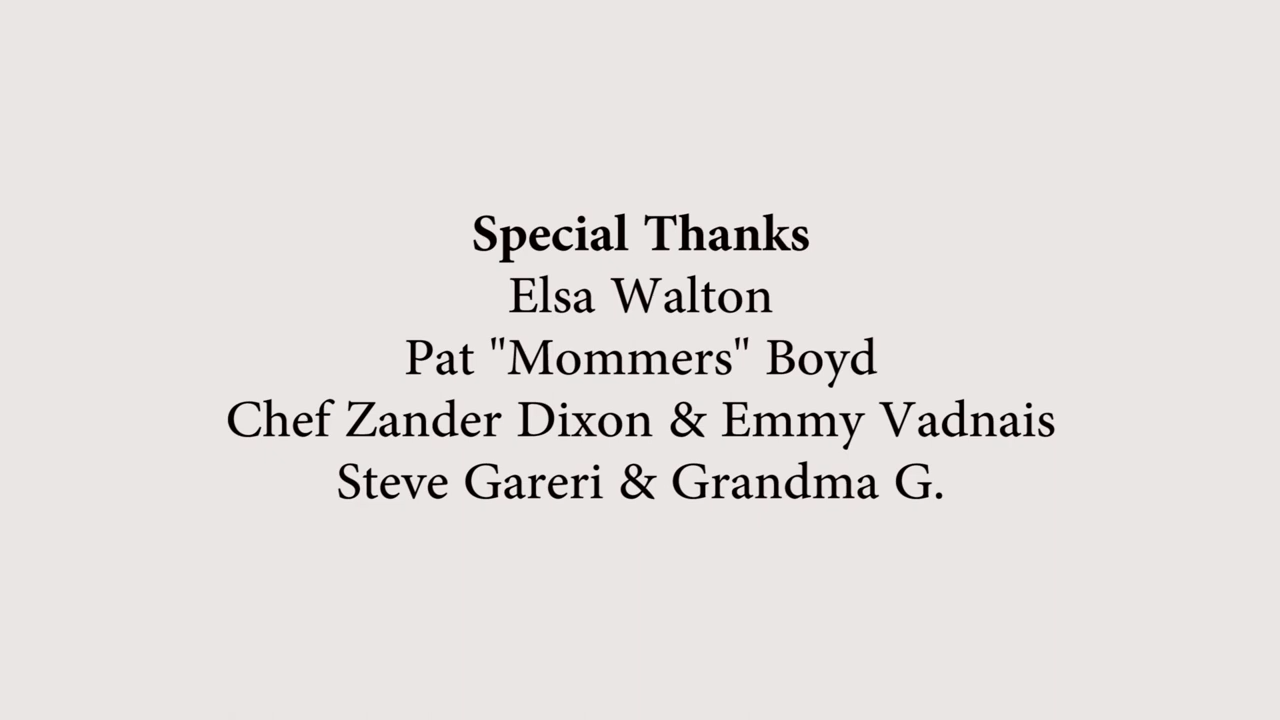 Special Thanks
Elsa Walton
Pat "Mommers" Boyd
Chef Zander Dixon & Emmy Vadnais
Steve Gareri & Grandma G.